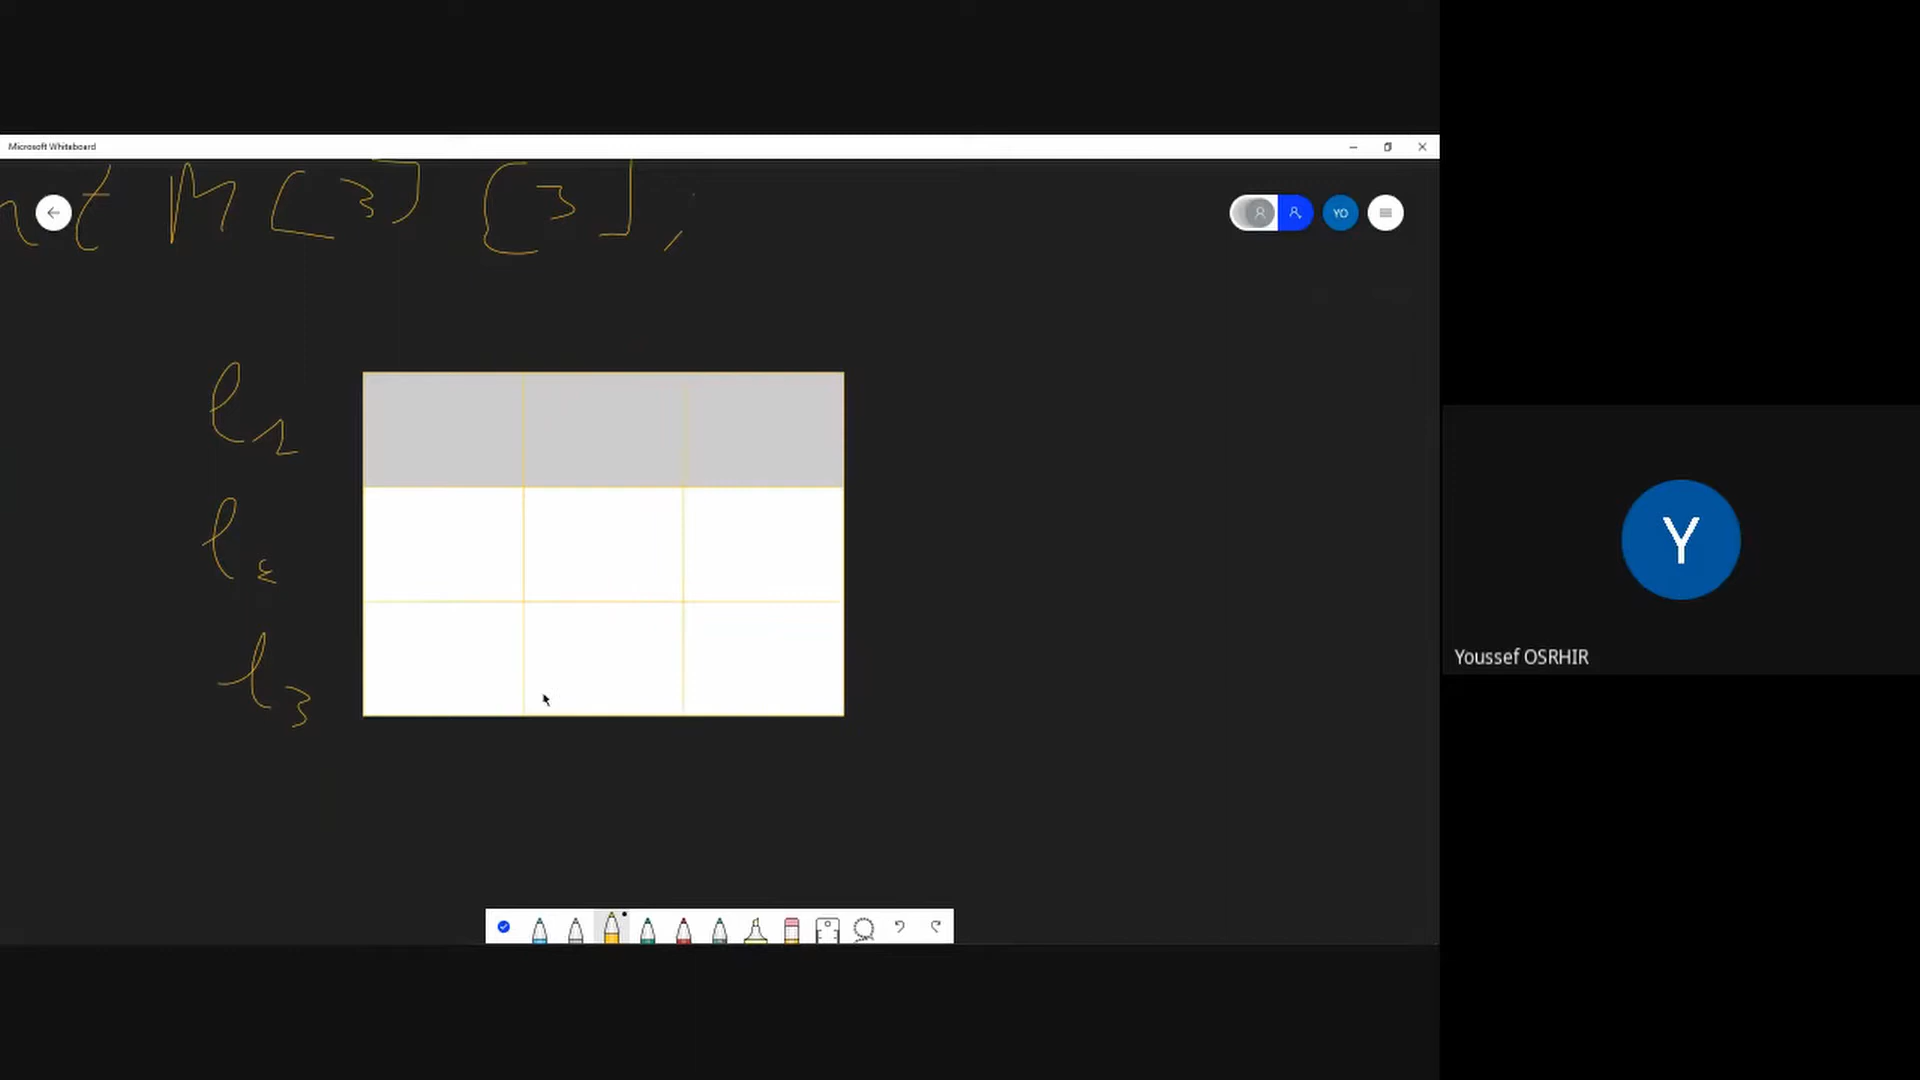 Microsoft Whiteboard
nt M[3] [3];
YO
l1
l2
l3
Y
Youssef OSRHIR